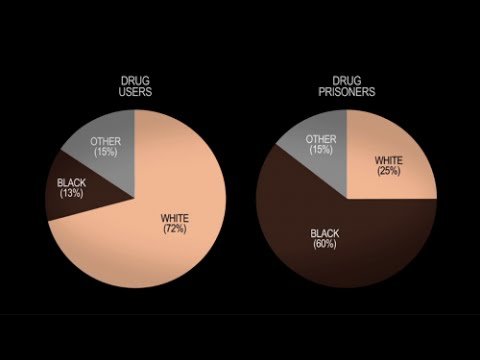 DRUG
USERS
OTHER
(15%)
BLACK
(13%)
WHITE
(72%)
DRUG
PRISONERS
OTHER
(15%)
WHITE
(25%)
BLACK
(60%)